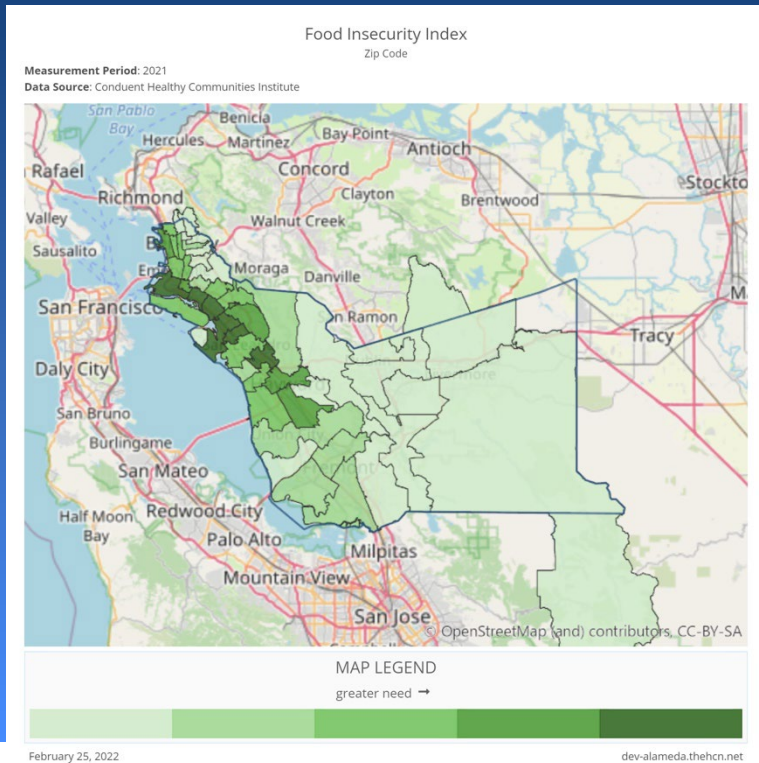 Food Insecurity Index
Zip Code
Measurement Period: 2021
Data Source: Conduent Healthy Communities Institute
San Pablo
Bay
Benicia
Hercules
Martinez
Bay Point
Antioch
Rafael
Concord
Richmond
Clayton
Brentwood
Stockto
Valley
Walnut Creek
Sausalito
Moraga
Danville
San Francisco
Ramon
Tracy
Daly City
San Bruno
Burlingame
Union City
Fremont
San Mateo
Half Moon
Bay
Redwood City
Palo Alto
Milpitas
Mountain View
San Jose
© OpenStreetMap (and) contributors, CC-BY-SA
MAP LEGEND
greater need ➞
February 25, 2022
dev-alameda.thehcn.net